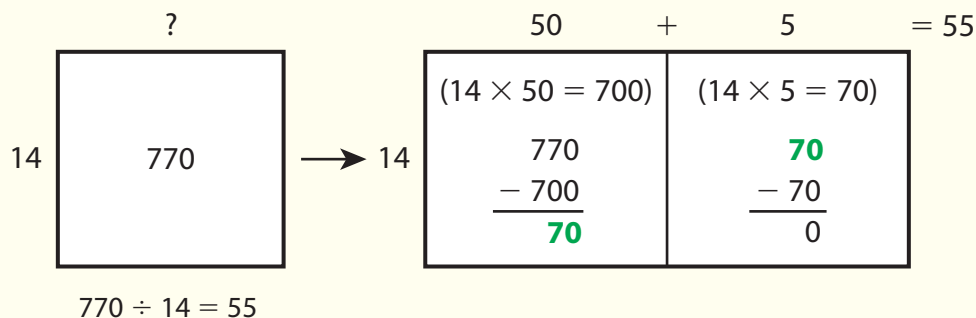 ?
14
770
770 ÷ 14 = 55
50 + 5 = 55
14
(14 × 50 = 700)
770
− 700
70
(14 × 5 = 70)
70
− 70
0